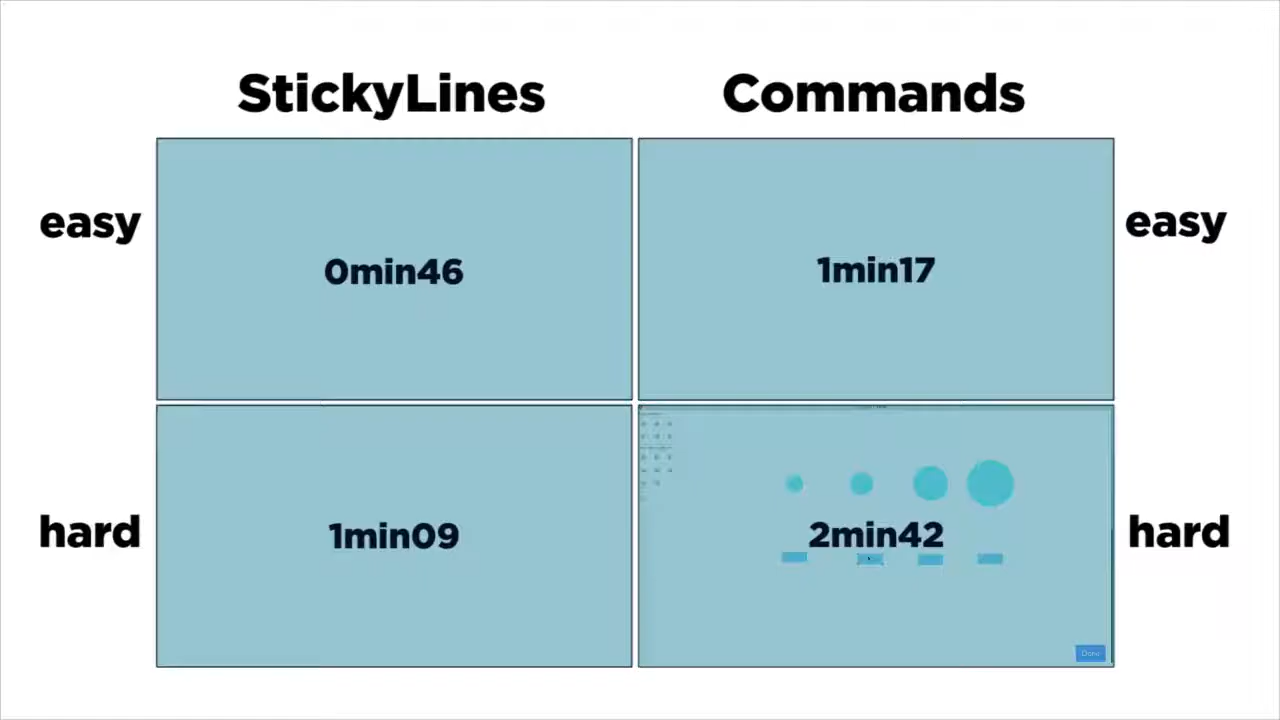 StickyLines Commands
easy easy
0min46 1min17
hard hard
1min09 2min42
Done